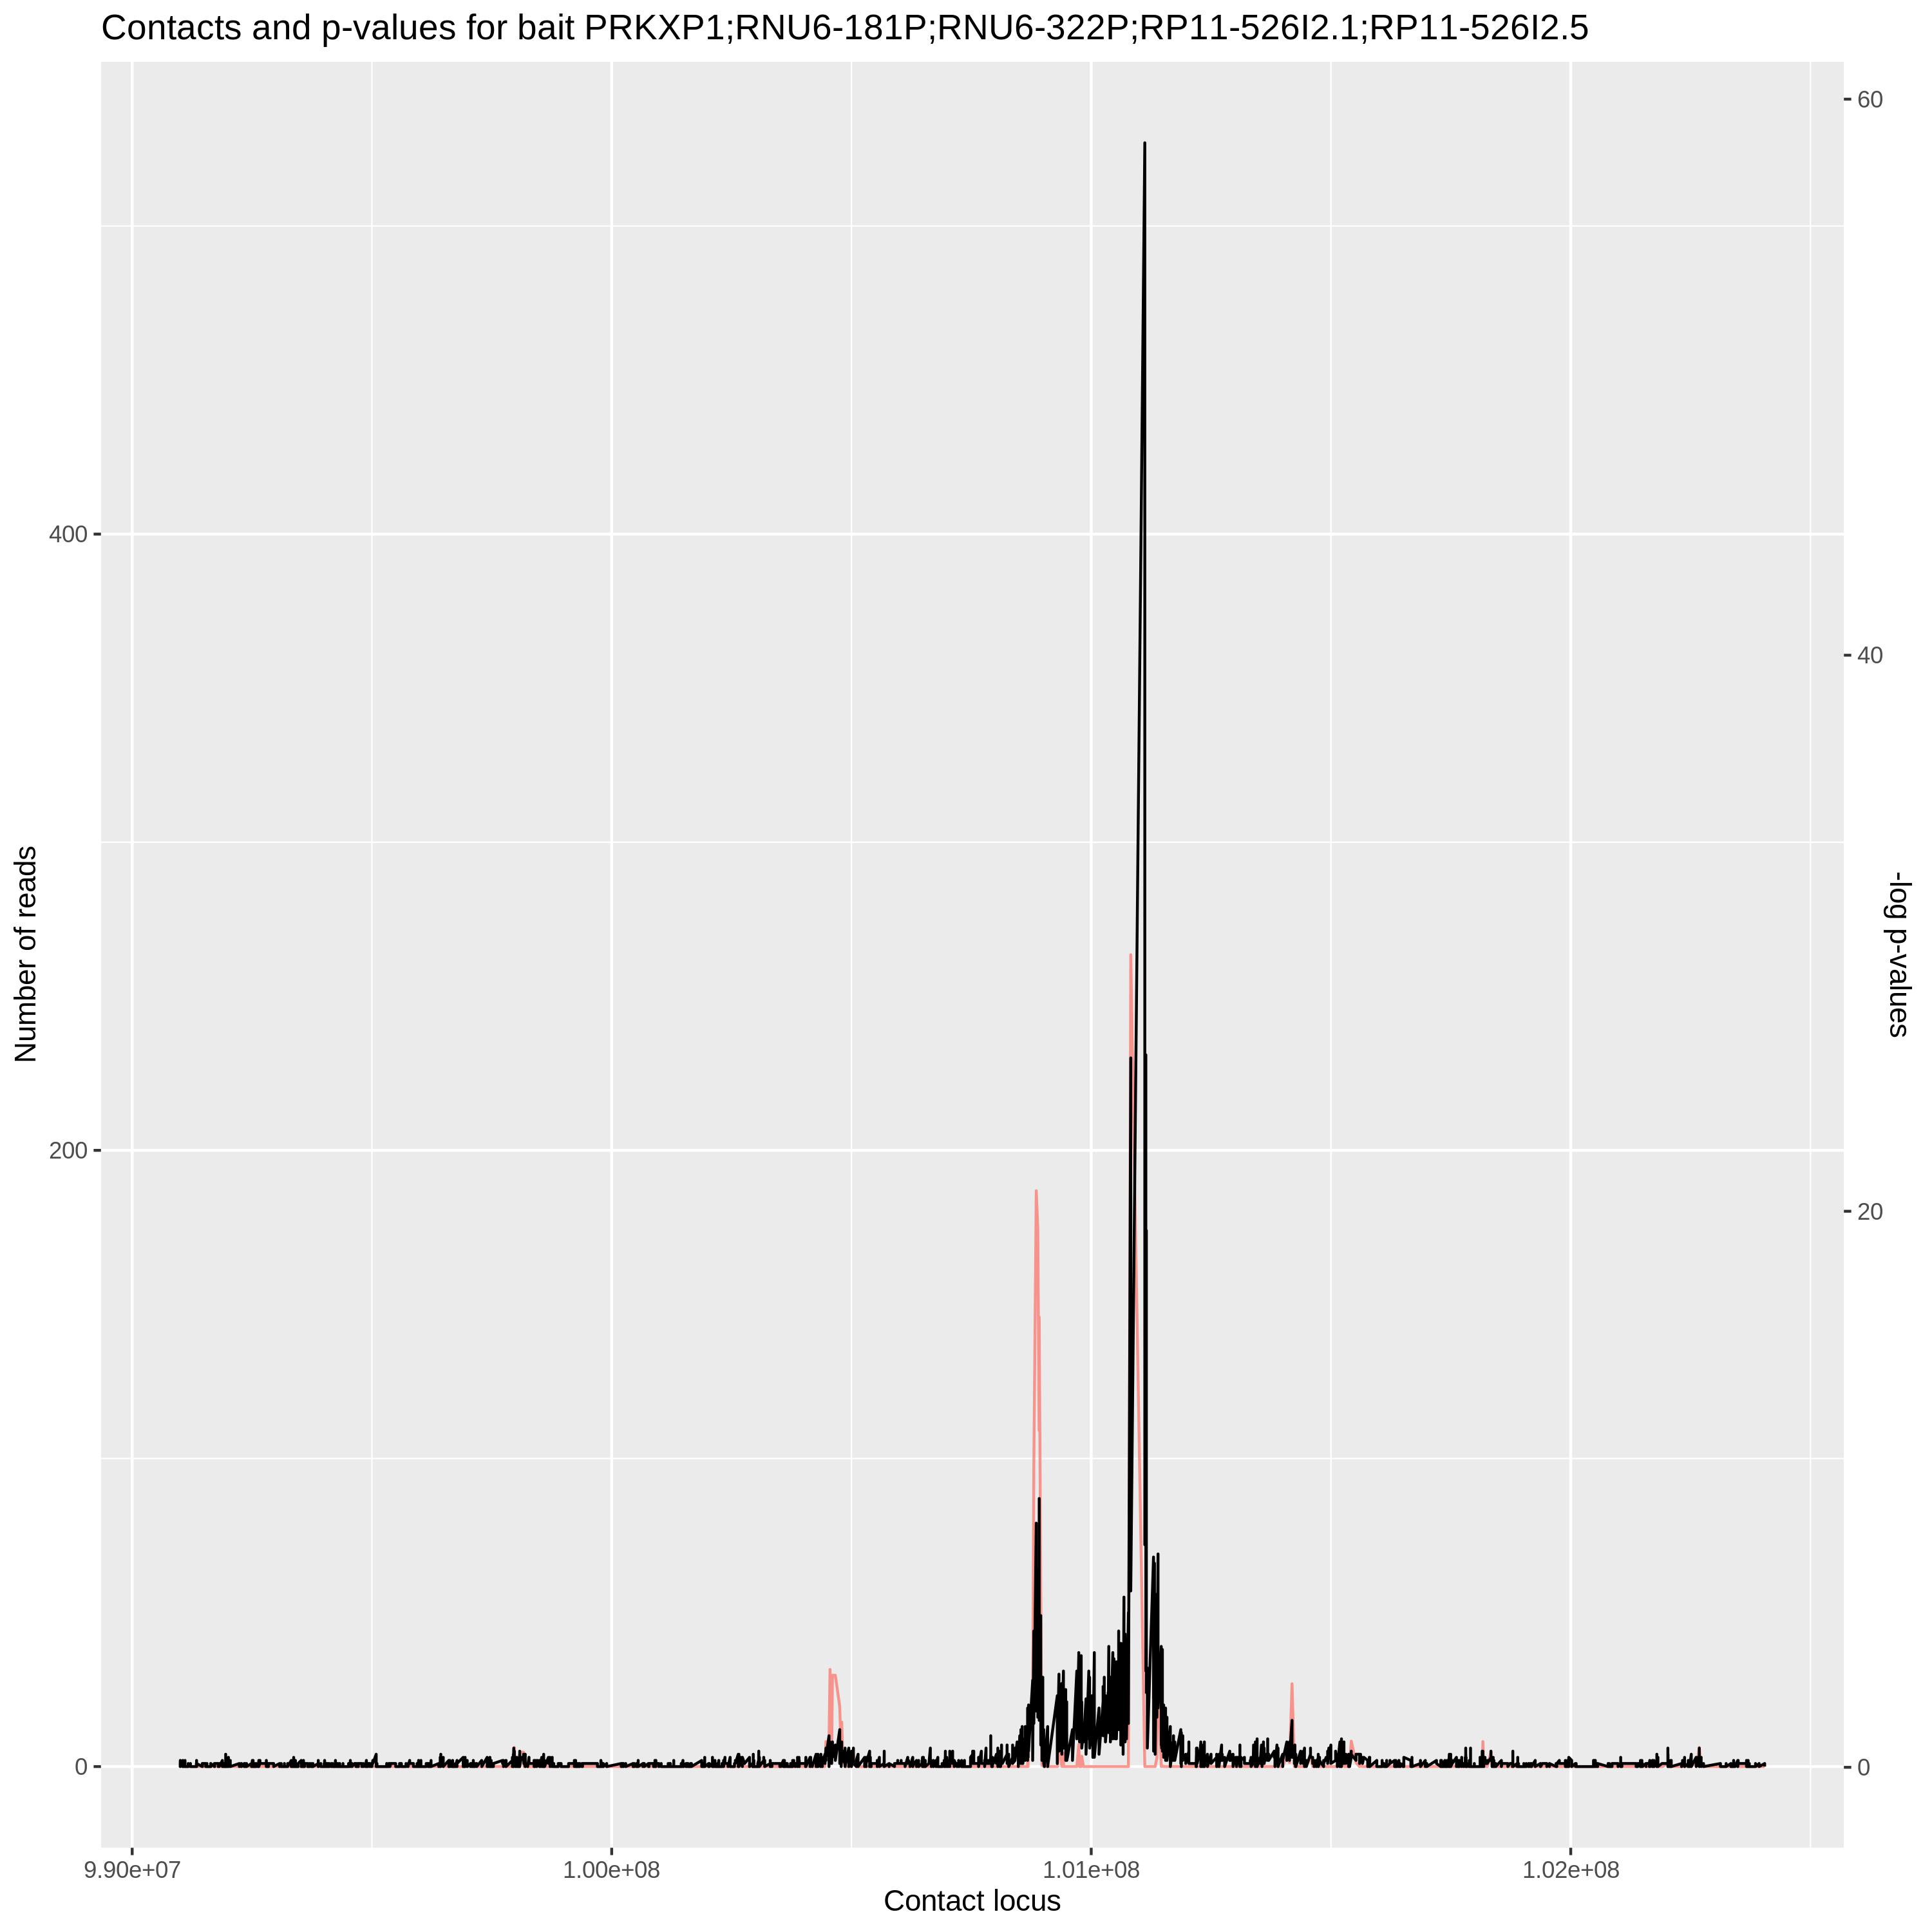 Contacts and p-values for bait PRKXP1;RNU6-181P;RNU6-322P;RP11-526I2.1;RP11-526I2.5
60
400
40
Number of reads
-log p-values
200
20
0
0
9.90e+07
1.00e+08
1.01e+08
1.02e+08
Contact locus